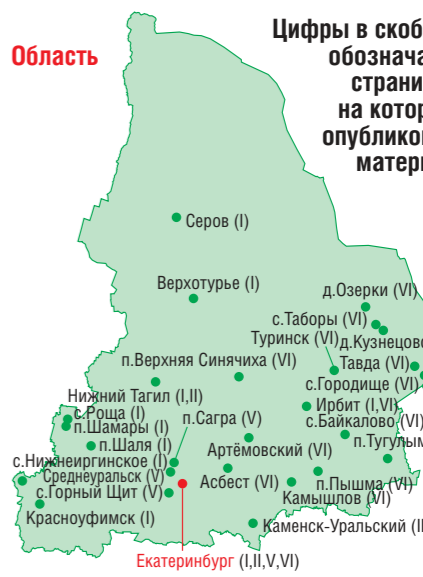 Область
Цифры в скоб
обознача
страни
на котор
опубликов
матери
Серов (I)
Верхотурье (I)
д.Озерки (VI)
с.Таборы (VI)
Туринск (VI)
д.Кузнецово
п.Верхняя Синячиха (VI)
Тавда (VI)
с.Городище (VI)
Нижний Тагил (I,II)
Ирбит (I,VI)
с.Роща (I)
п.Сагра (V)
с.Байкалово (VI)
п.Шамары (I)
п.Тугулым
п.Шаля (I)
Артёмовский (VI)
с.Нижнеиргинское (I)
Среднеуральск (V)
Асбест (VI)
п.Пышма (VI)
с.Горный Щит (V)
Камышлов (VI)
Красноуфимск (I)
Каменск-Уральский (II
Екатеринбург (I,II,V,VI)